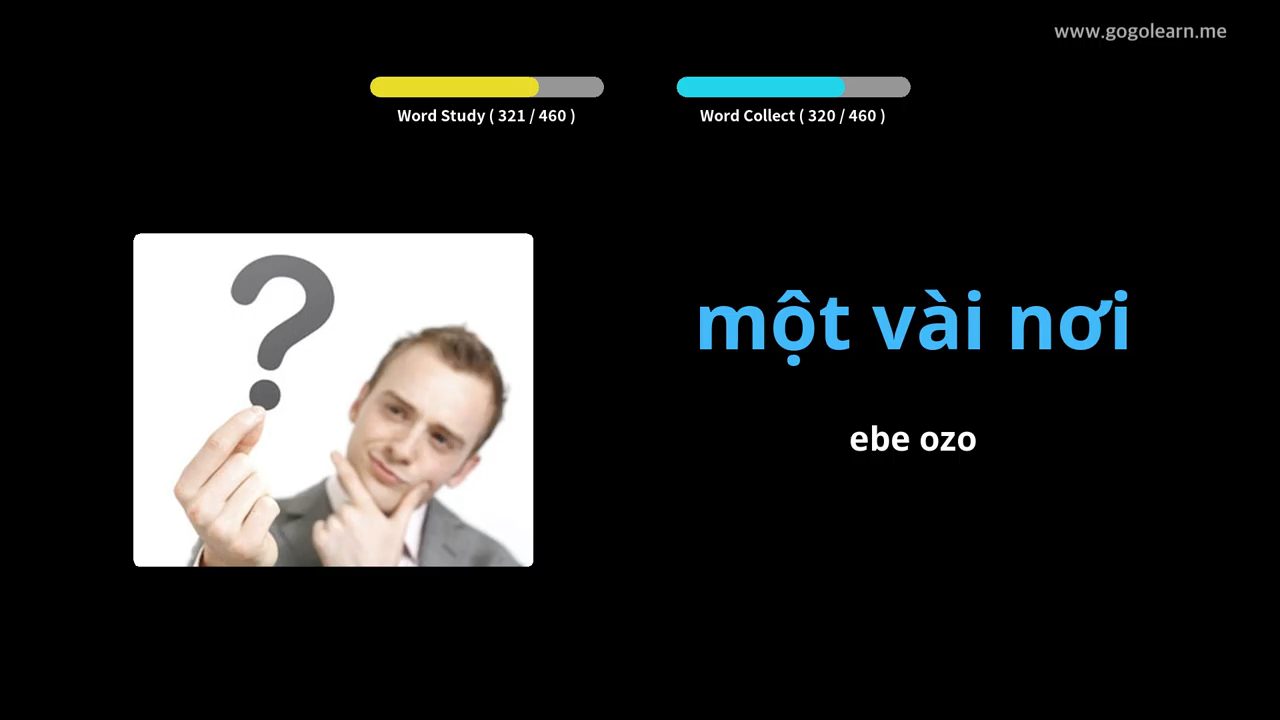 www.gogolearn.me
Word Study ( 321 / 460 )
Word Collect ( 320 / 460 )
?
một vài nơi
ebe ozo